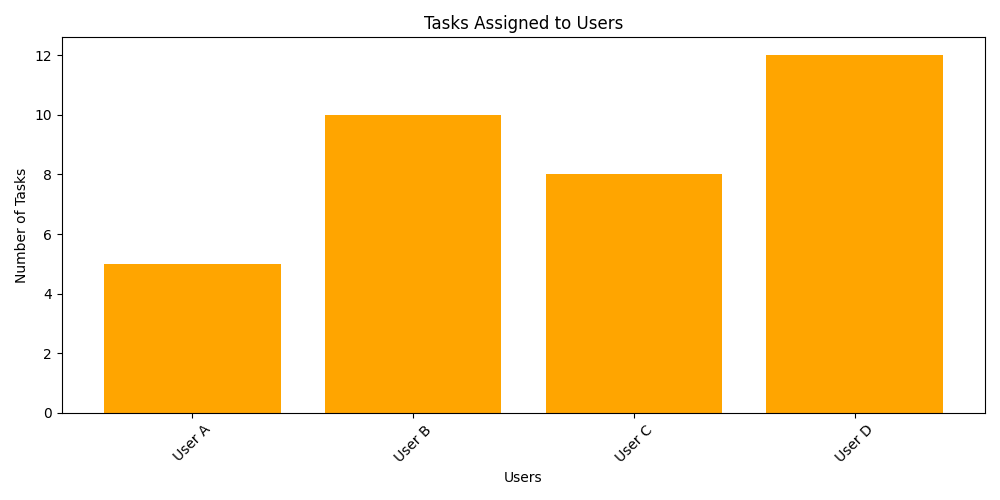 Tasks Assigned to Users
Number of Tasks
12
10
8
6
4
2
0
User A
User B
User C
User D
Users